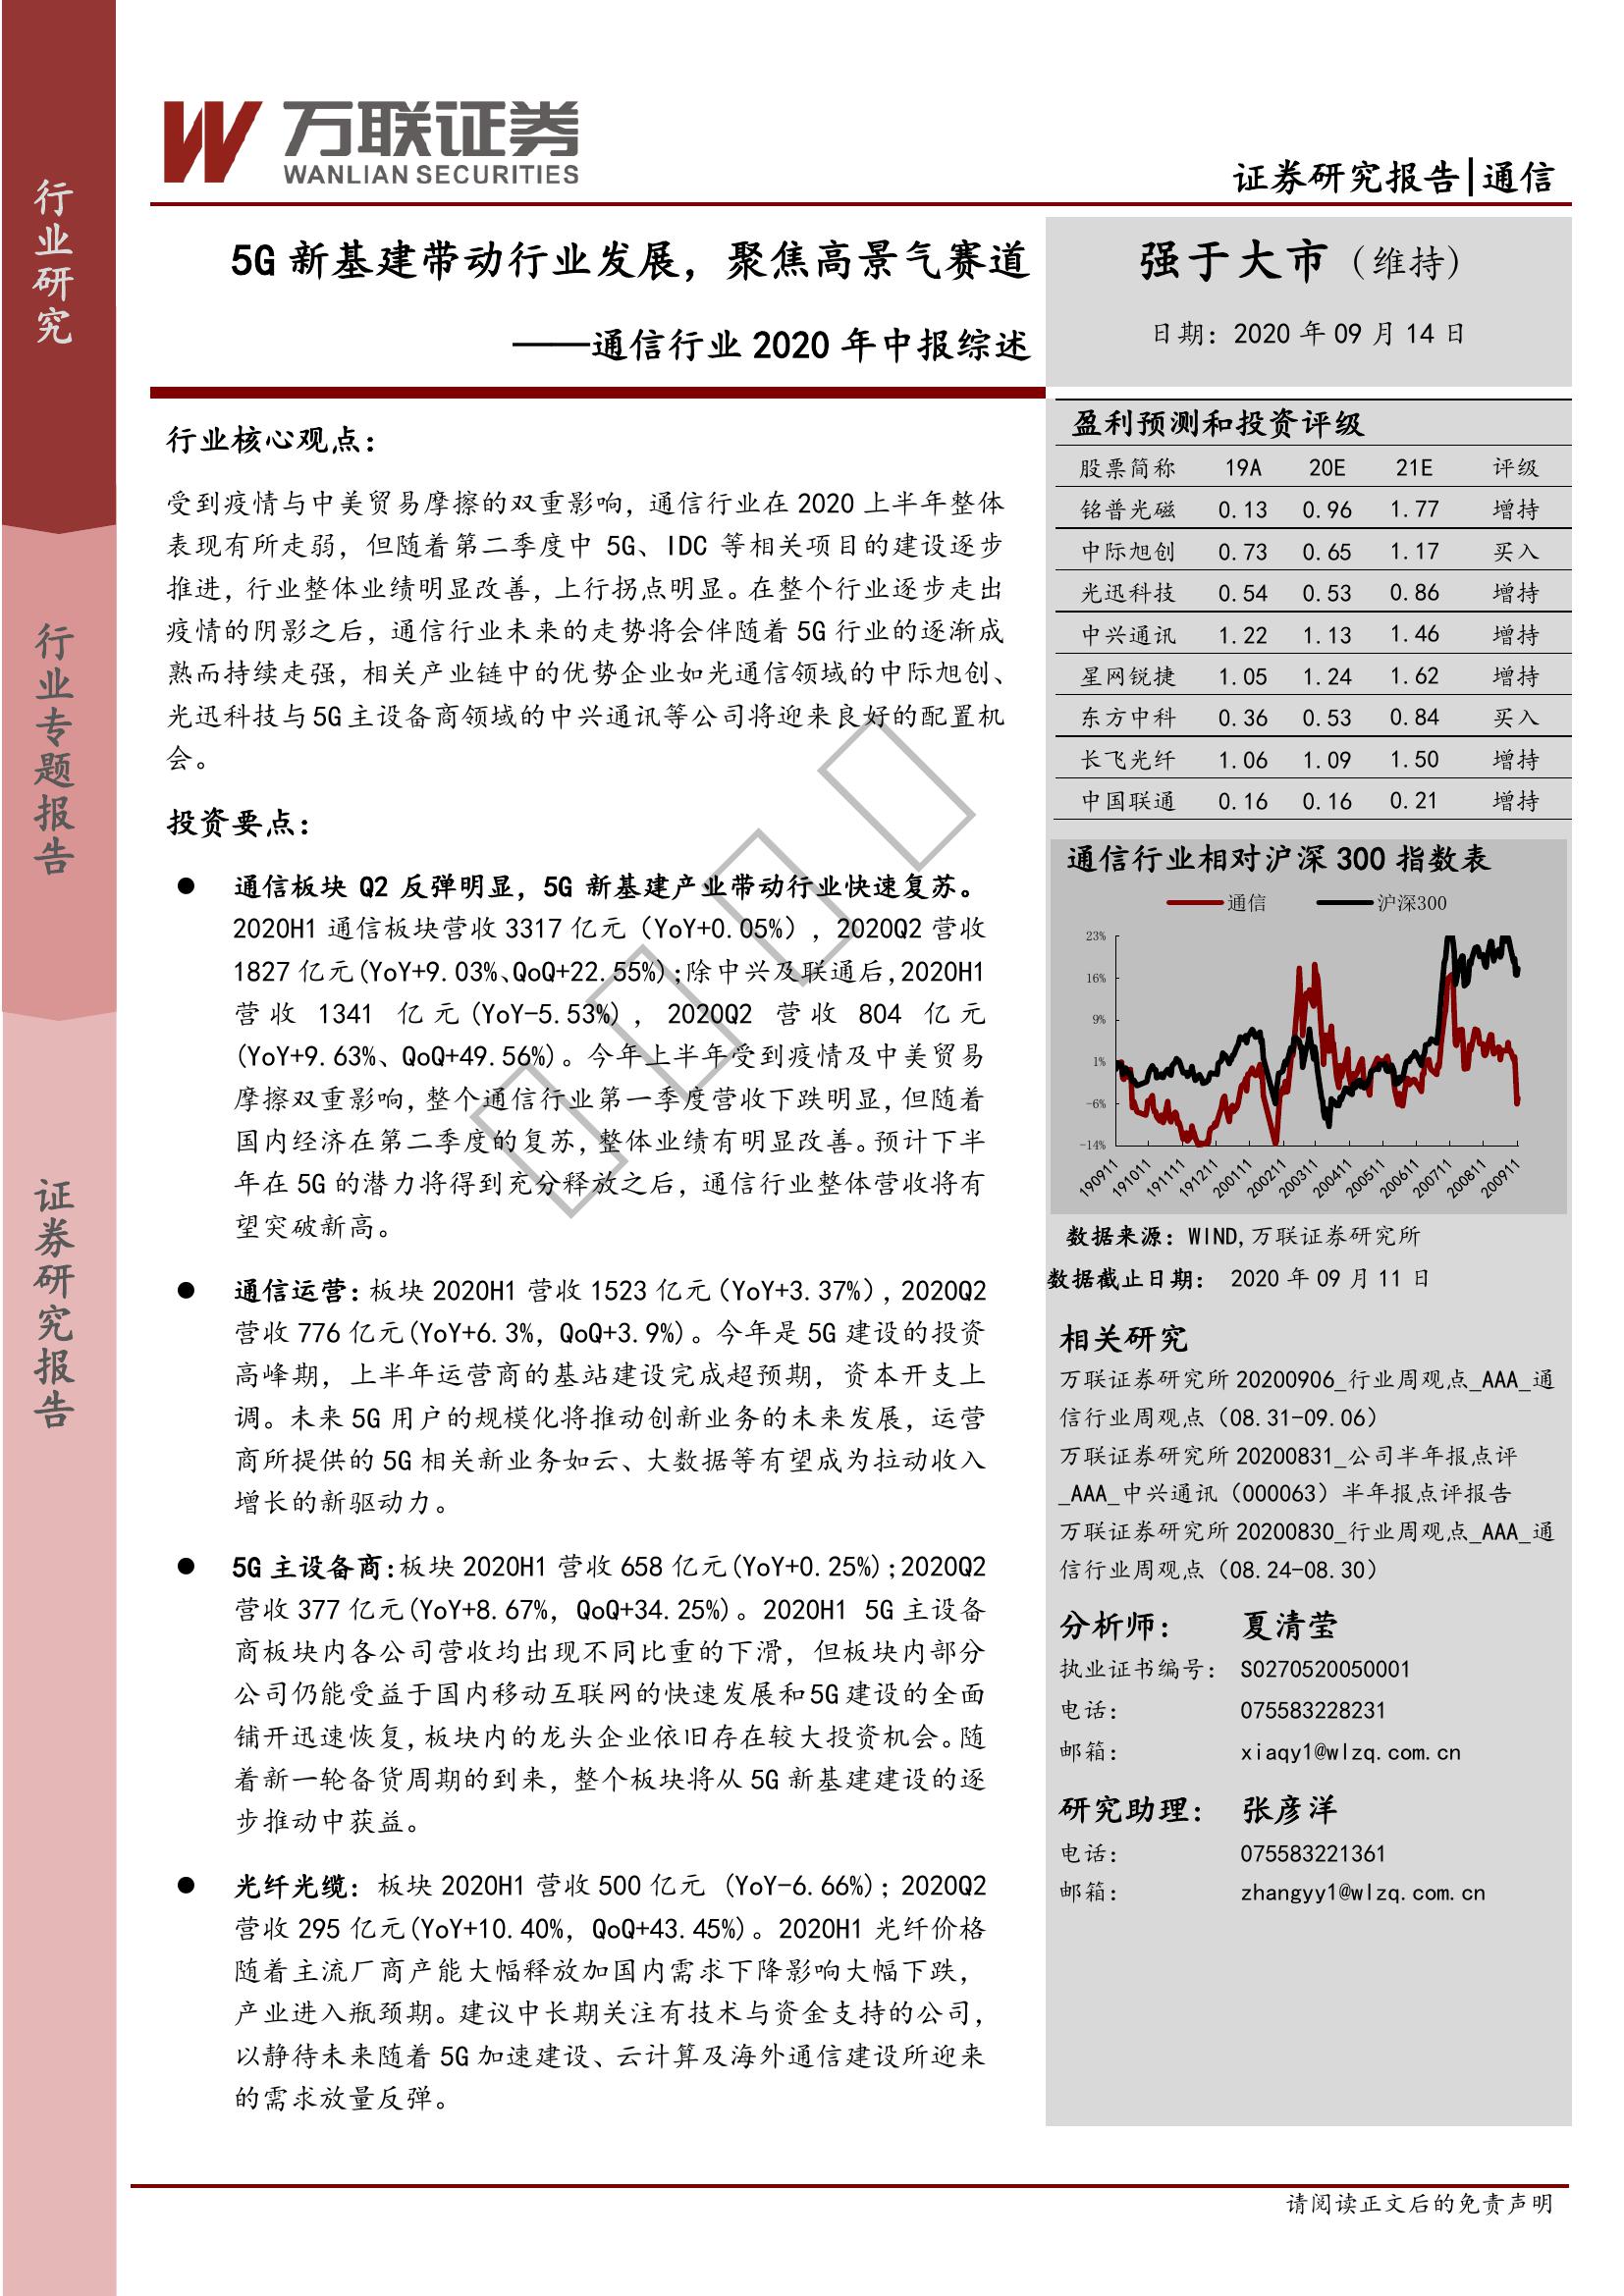 行业研究
行业专题报告
证券研究报告
万联证券
WANLIAN SECURITIES
证券研究报告|通信
5G 新基建带动行业发展，聚焦高景气赛道
——通信行业 2020 年中报综述
强于大市（维持）
日期：2020 年 09 月 14 日
行业核心观点：
受到疫情与中美贸易摩擦的双重影响，通信行业在 2020 上半年整体
表现有所走弱，但随着第二季度中 5G、IDC 等相关项目的建设逐步
推进，行业整体业绩明显改善，上行拐点明显。在整个行业逐步走出
疫情的阴影之后，通信行业未来的走势将会伴随着 5G 行业的逐渐成
熟而持续走强，相关产业链中的优势企业如光通信领域的中际旭创、
光迅科技与 5G 主设备商领域的中兴通讯等公司将迎来良好的配置机
会。
投资要点：
● 通信板块 Q2 反弹明显，5G 新基建产业带动行业快速复苏。
2020H1 通信板块营收 3317 亿元（YoY+0.05%），2020Q2 营收
1827 亿元(YoY+9.03%、QoQ+22.55%);除中兴及联通后,2020H1
营收 1341 亿元(YoY-5.53%)，2020Q2 营收 804 亿元
(YoY+9.63%、QoQ+49.56%)。今年上半年受到疫情及中美贸易
摩擦双重影响,整个通信行业第一季度营收下跌明显,但随着
国内经济在第二季度的复苏,整体业绩有明显改善。预计下半
年在 5G 的潜力将得到充分释放之后，通信行业整体营收将有
望突破新高。
● 通信运营：板块 2020H1 营收 1523 亿元(YoY+3.37%)，2020Q2
营收 776 亿元(YoY+6.3%，QoQ+3.9%)。今年是 5G 建设的投资
高峰期，上半年运营商的基站建设完成超预期，资本开支上
调。未来 5G 用户的规模化将推动创新业务的未来发展，运营
商所提供的 5G 相关新业务如云、大数据等有望成为拉动收入
增长的新驱动力。
● 5G 主设备商:板块 2020H1 营收 658 亿元(YoY+0.25%);2020Q2
营收 377 亿元(YoY+8.67%，QoQ+34.25%)。2020H1 5G 主设备
商板块内各公司营收均出现不同比重的下滑，但板块内部分
公司仍能受益于国内移动互联网的快速发展和5G建设的全面
铺开迅速恢复,板块内的龙头企业依旧存在较大投资机会。随
着新一轮备货周期的到来，整个板块将从 5G 新基建建设的逐
步推动中获益。
● 光纤光缆：板块 2020H1 营收 500 亿元 (YoY-6.66%)；2020Q2
营收 295 亿元(YoY+10.40%，QoQ+43.45%)。2020H1 光纤价格
随着主流厂商产能大幅释放加国内需求下降影响大幅下跌，
产业进入瓶颈期。建议中长期关注有技术与资金支持的公司，
以静待未来随着 5G 加速建设、云计算及海外通信建设所迎来
的需求放量反弹。
盈利预测和投资评级
股票简称 19A 20E 21E 评级
铭普光磁 0.13 0.96 1.77 增持
中际旭创 0.73 0.65 1.17 买入
光迅科技 0.54 0.53 0.86 增持
中兴通讯 1.22 1.13 1.46 增持
星网锐捷 1.05 1.24 1.62 增持
东方中科 0.36 0.53 0.84 买入
长飞光纤 1.06 1.09 1.50 增持
中国联通 0.16 0.16 0.21 增持
通信行业相对沪深 300 指数表
通信 沪深300
23%
16%
9%
1%
-6%
-14%
190911 191011 191111 191211 200111 200211 200311 200411 200511 200611 200711 200811 200911
数据来源：WIND,万联证券研究所
数据截止日期： 2020 年 09 月 11 日
相关研究
万联证券研究所 20200906_行业周观点_AAA_通
信行业周观点（08.31-09.06）
万联证券研究所 20200831_公司半年报点评
_AAA_中兴通讯（000063）半年报点评报告
万联证券研究所 20200830_行业周观点_AAA_通
信行业周观点（08.24-08.30）
分析师： 夏清莹
执业证书编号： S0270520050001
电话： 075583228231
邮箱： xiaqy1@wlzq.com.cn
研究助理： 张彦洋
电话： 075583221361
邮箱： zhangyy1@wlzq.com.cn
请阅读正文后的免责声明